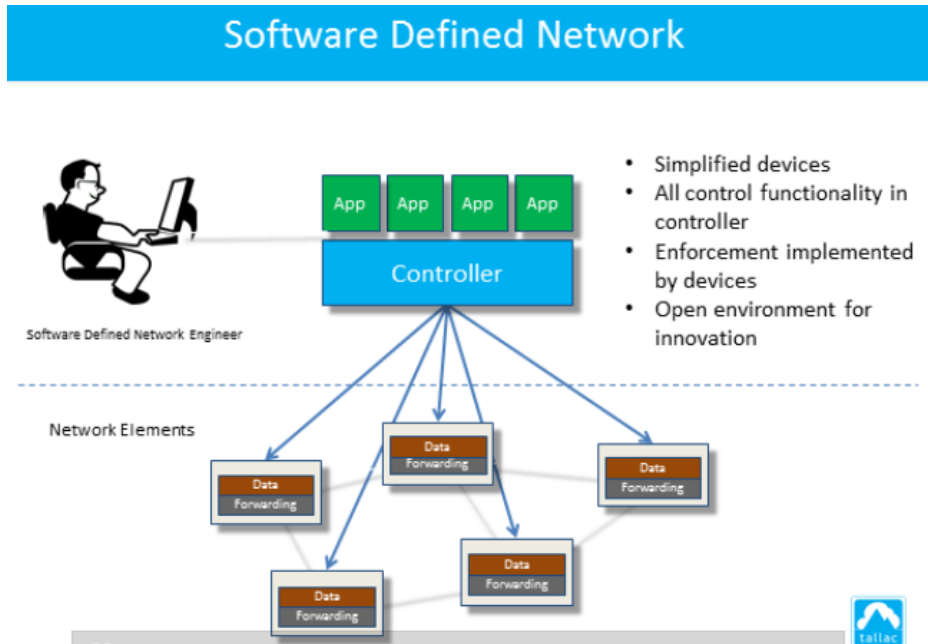 Software Defined Network
App App App App
Controller
Software Defined Network Engineer
• Simplified devices
• All control functionality in
controller
• Enforcement implemented
by devices
• Open environment for
innovation
Network Elements
Data
Forwarding
Data
Forwarding
Data
Forwarding
Data
Forwarding
Data
Forwarding
tallac